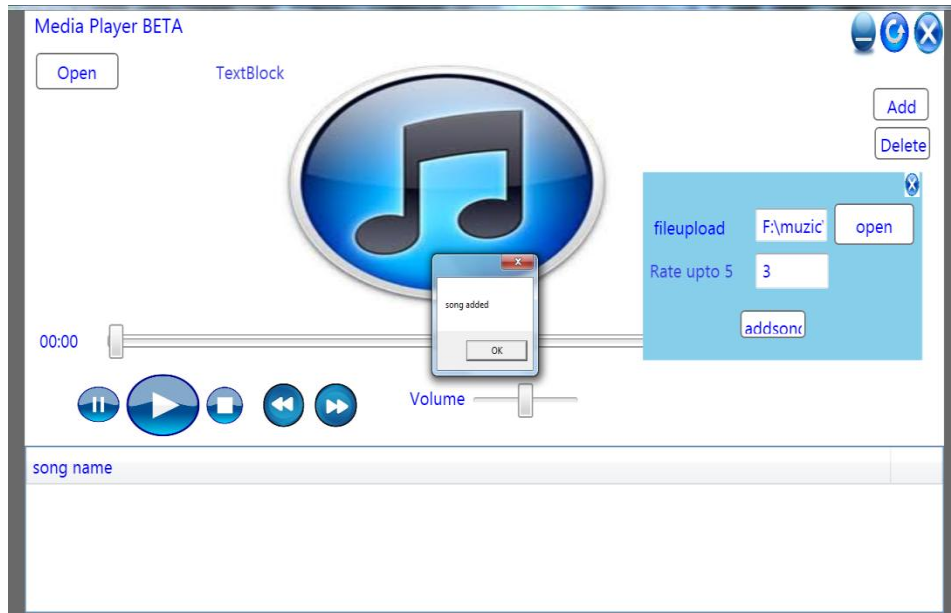 Media Player BETA
Open
TextBlock
Add
Delete
fileupload
F:\muzic\
open
Rate upto 5
3
song added
addsong
00:00
OK
Volume
song name